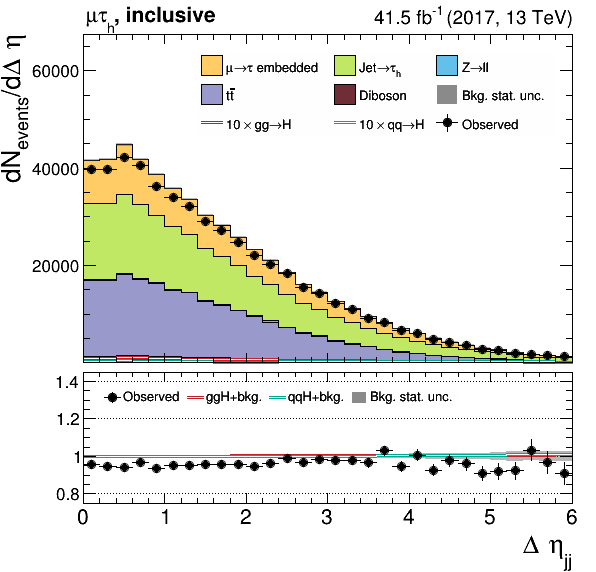 μτh, inclusive 41.5 fb⁻¹ (2017, 13 TeV)
dNevents/dΔ η
60000
40000
20000
μ→τ embedded Jet→τh Z→ll
tt̄ Diboson Bkg. stat. unc.
10 × gg→H 10 × qq→H Observed
1.4
1.2
1
0.8
Observed ggH+bkg. qqH+bkg. Bkg. stat. unc.
0 1 2 3 4 5 6
Δ ηjj